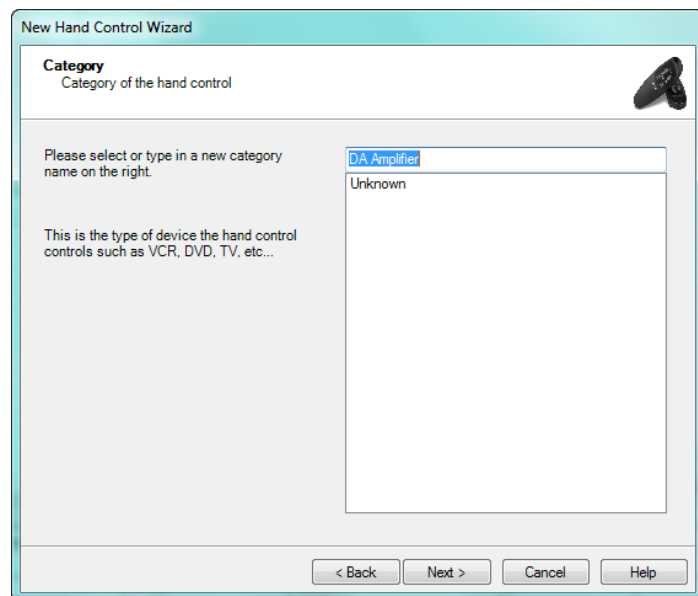 New Hand Control Wizard
Category
Category of the hand control
Please select or type in a new category
name on the right.
DA Amplifier
Unknown
This is the type of device the hand control
controls such as VCR, DVD, TV, etc...
< Back
Next >
Cancel
Help